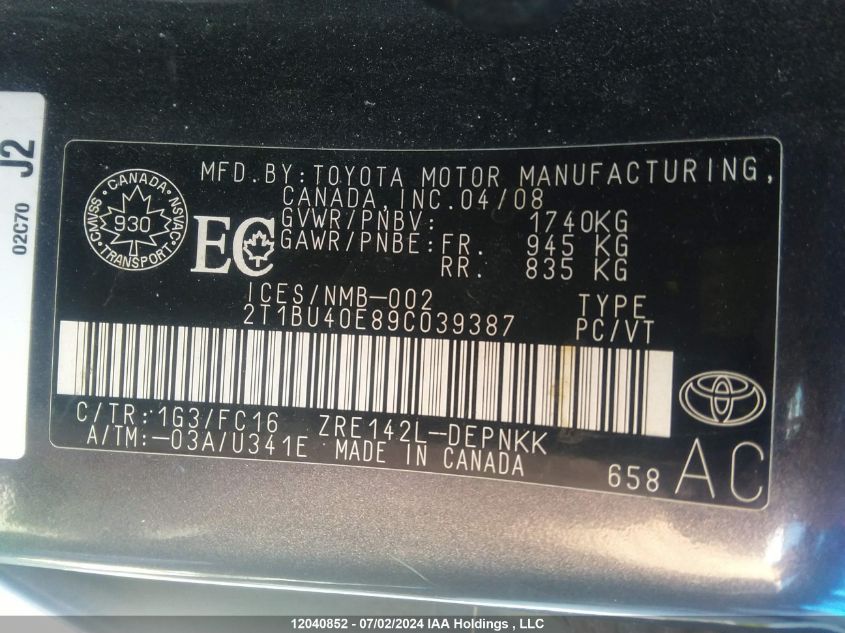 J2
02C70
MFD.BY:TOYOTA MOTOR MANUFACTURING,
CANADA,INC.04/08
GVWR/PNBV: 1740KG
GAWR/PNBE:FR. 945 KG
RR. 835 KG
CANADA
CMVSS 930 NSVAC
TRANSPORT
EC
ICES/NMB-002
2T1BU40E89C039387
TYPE
PC/VT
C/TR:1G3/FC16 ZRE142L-DEPNKK
A/TM:-03A/U341E MADE IN CANADA
658 AC
12040852 - 07/02/2024 IAA Holdings , LLC